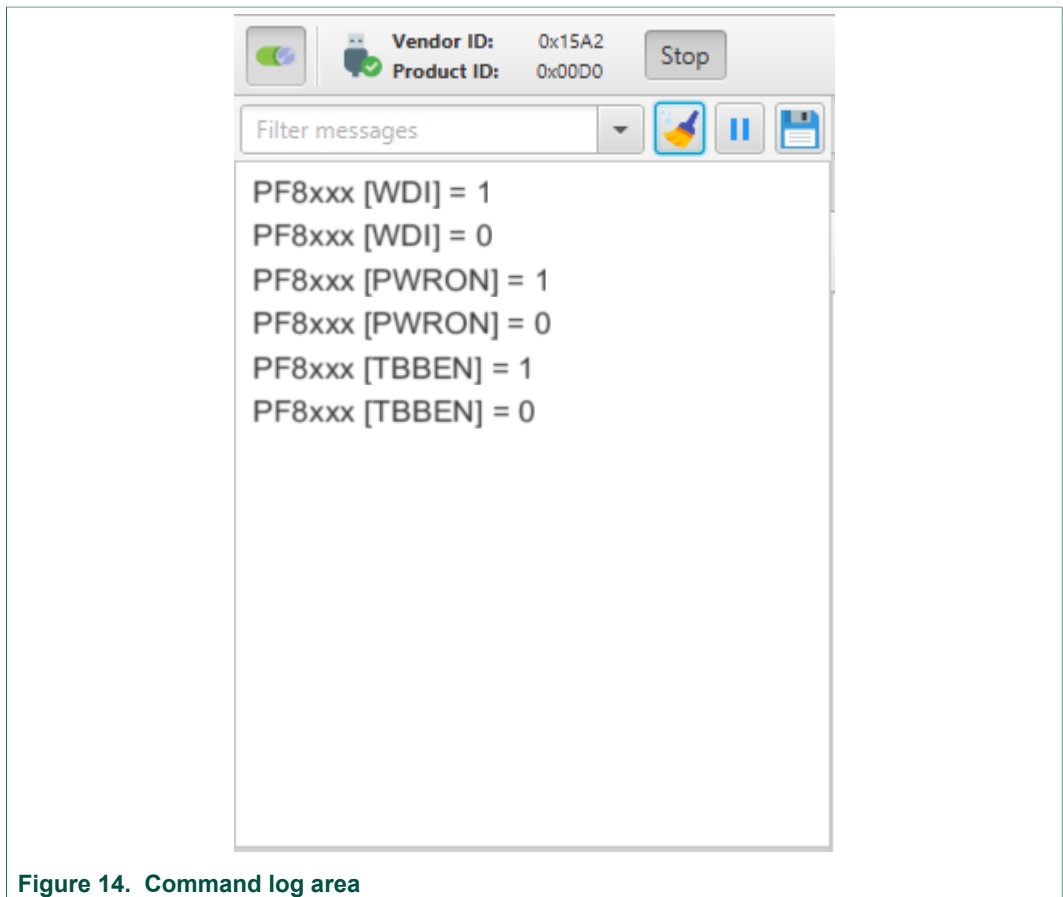 Vendor ID: 0x15A2
Product ID: 0x00D0
Stop
Filter messages
PF8xxx [WDI] = 1
PF8xxx [WDI] = 0
PF8xxx [PWRON] = 1
PF8xxx [PWRON] = 0
PF8xxx [TBBEN] = 1
PF8xxx [TBBEN] = 0
Figure 14. Command log area